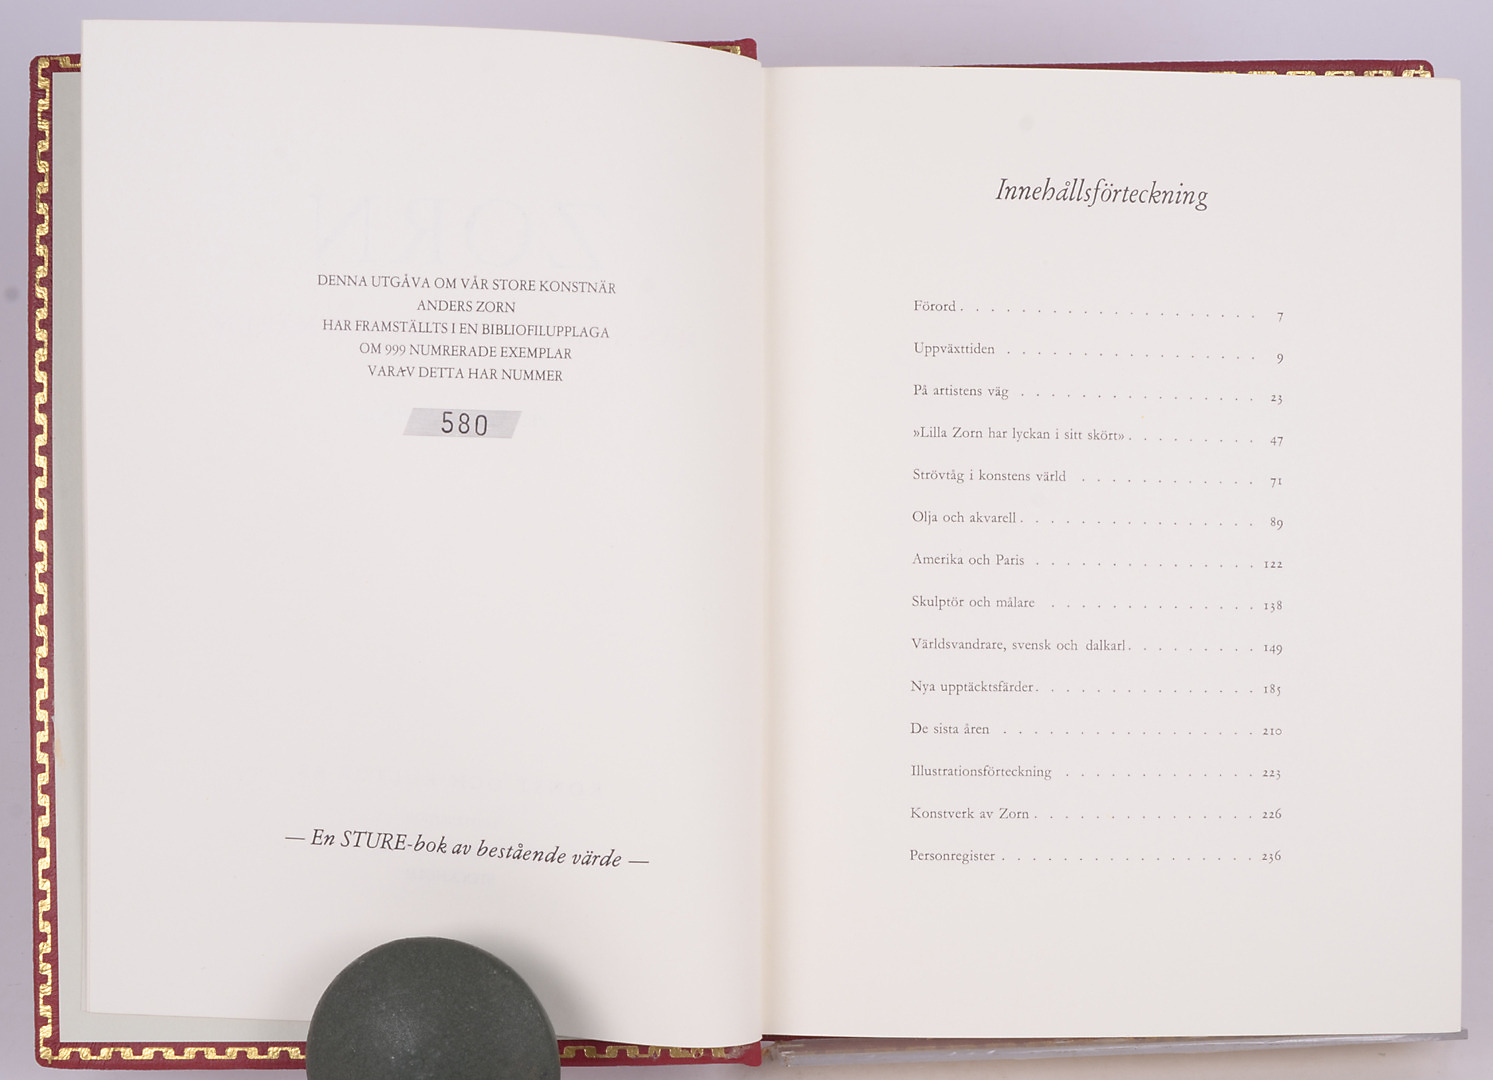 DENNA UTGÅVA OM VÅR STORE KONSTNÄR
ANDERS ZORN
HAR FRAMSTÄLLTS I EN BIBLIOFILUPPLAGA
OM 999 NUMRERADE EXEMPLAR
VARAV DETTA HAR NUMMER
580
— En STURE-bok av bestående värde —
Innehållsförteckning
Förord . . . . . . . . . . . . . . . . . . . . 7
Uppväxttiden . . . . . . . . . . . . . . . . . 9
På artistens väg . . . . . . . . . . . . . . . . 23
»Lilla Zorn har lyckan i sitt skört» . . . . . . . . . 47
Strövtåg i konstens värld . . . . . . . . . . . . 71
Olja och akvarell . . . . . . . . . . . . . . . . 89
Amerika och Paris . . . . . . . . . . . . . . . 122
Skulptör och målare . . . . . . . . . . . . . . 138
Världsvandrare, svensk och dalkarl . . . . . . . . . 149
Nya upptäcktsfärder . . . . . . . . . . . . . . . 185
De sista åren . . . . . . . . . . . . . . . . . 210
Illustrationsförteckning . . . . . . . . . . . . . 223
Konstverk av Zorn . . . . . . . . . . . . . . . 226
Personregister . . . . . . . . . . . . . . . . . 236